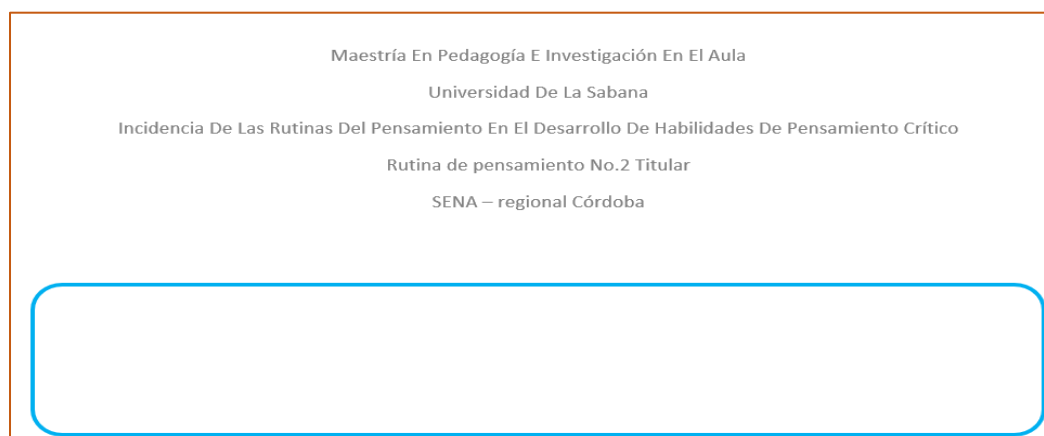 Maestría En Pedagogía E Investigación En El Aula
Universidad De La Sabana
Incidencia De Las Rutinas Del Pensamiento En El Desarrollo De Habilidades De Pensamiento Crítico
Rutina de pensamiento No.2 Titular
SENA – regional Córdoba